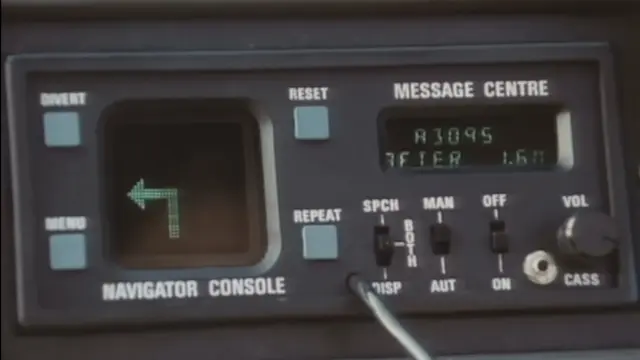 DIVERT
MENU
NAVIGATOR CONSOLE
RESET
REPEAT
MESSAGE CENTRE
A3095
AFTER 1.6M
SPCH MAN OFF VOL
BOTH
DISP AUT ON CASS